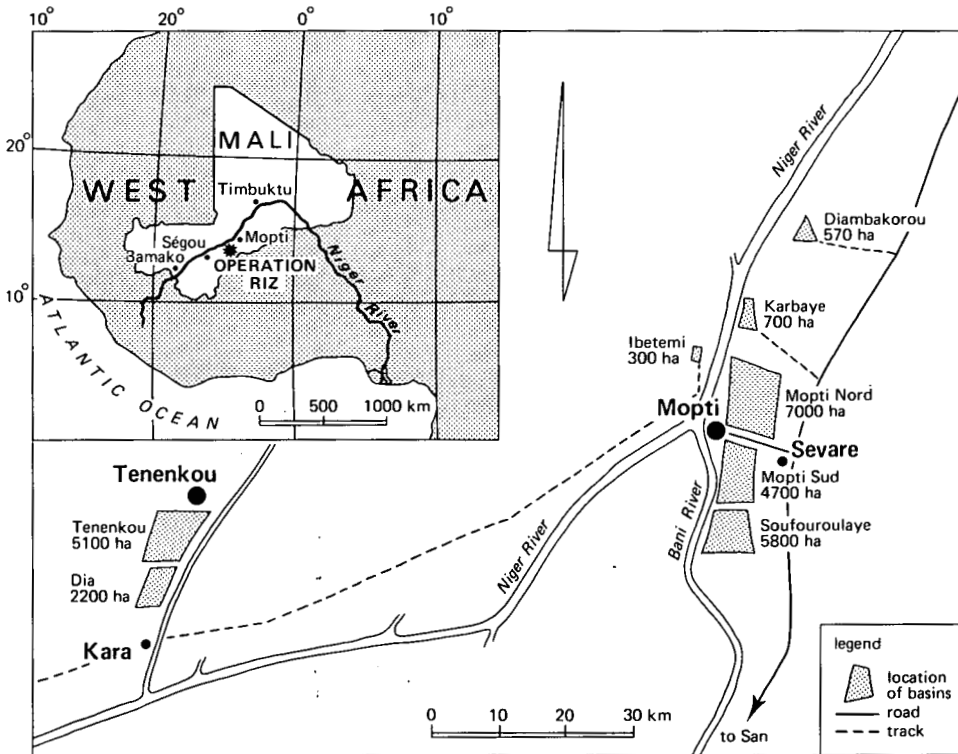 10°
20°
0°
10°
20°
10°
MALI
WEST AFRICA
Timbuktu
Ségou
Mopti
Bamako
OPERATION
RIZ
Niger River
ATLANTIC OCEAN
0 500 1000 km
Niger River
Diambakorou
570 ha
Karbaye
700 ha
Ibetemi
300 ha
Mopti Nord
7000 ha
Mopti
Sevare
Mopti Sud
4700 ha
Soufouroulaye
5800 ha
Bani River
Niger River
Tenenkou
Tenenkou
5100 ha
Dia
2200 ha
Kara
0 10 20 30 km
to San
legend
location
of basins
road
track